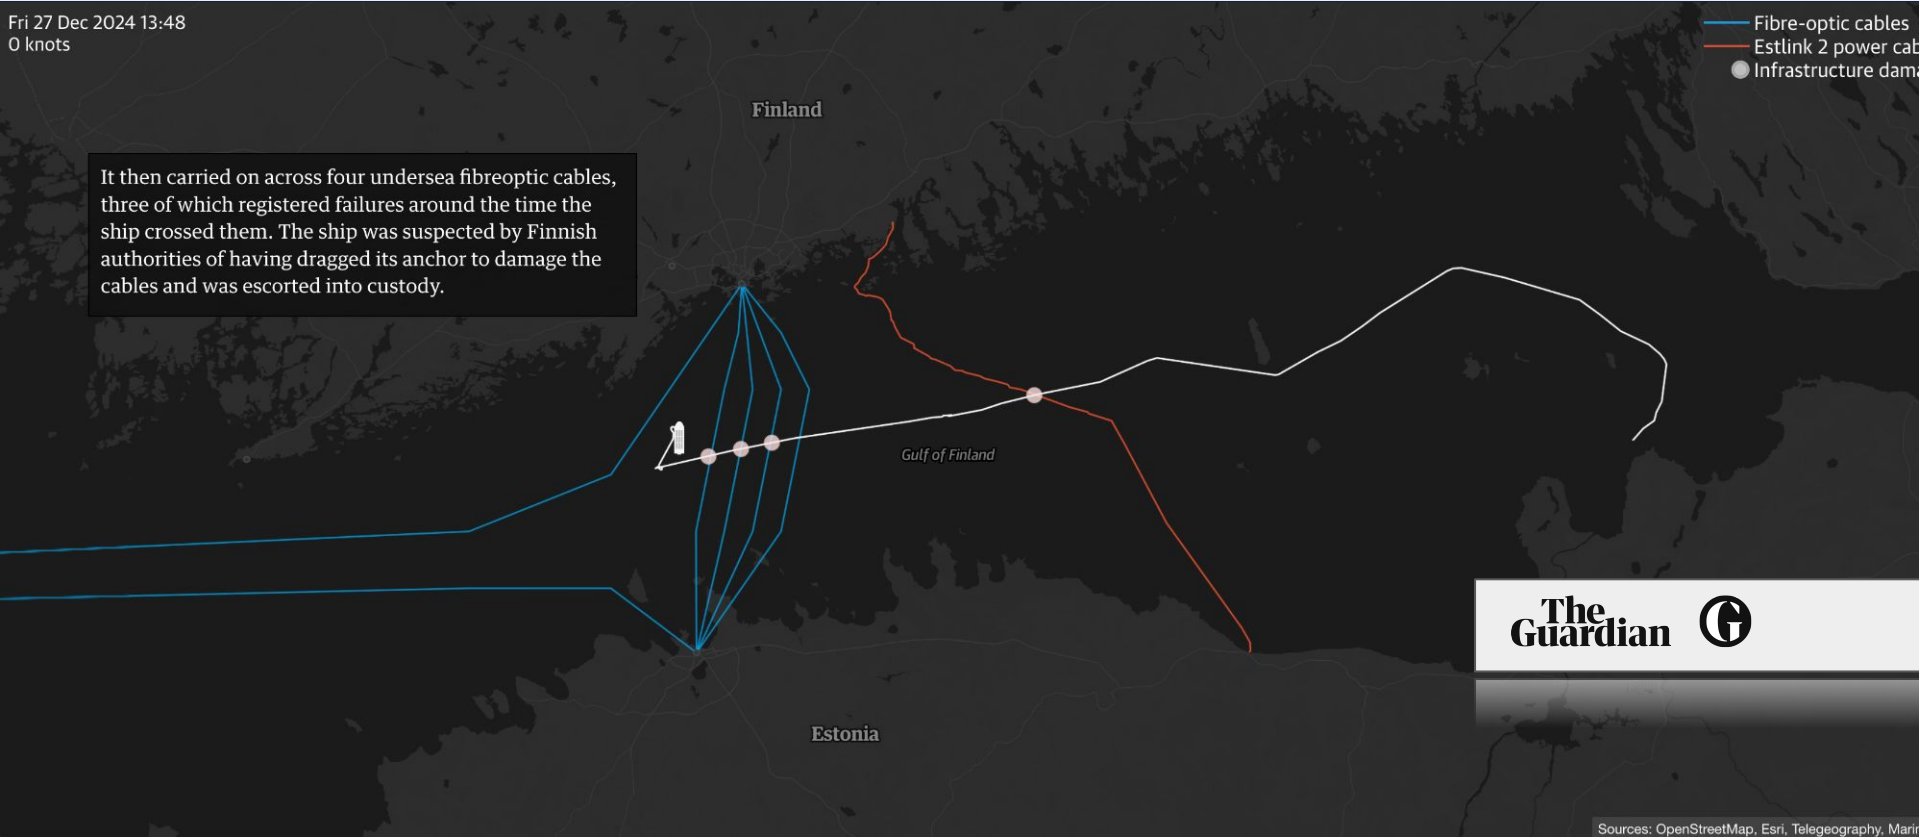 Fri 27 Dec 2024 13:48
0 knots
Fibre-optic cables
Estlink 2 power cab
Infrastructure dama
Finland
It then carried on across four undersea fibreoptic cables,
three of which registered failures around the time the
ship crossed them. The ship was suspected by Finnish
authorities of having dragged its anchor to damage the
cables and was escorted into custody.
Gulf of Finland
The
Guardian
G
Estonia
Sources: OpenStreetMap, Esri, Telegeography, Marin